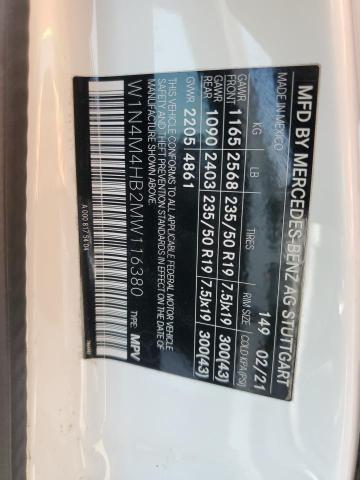 MFD BY MERCEDES-BENZ AG STUTTGART
MADE IN MEXICO
149 02/21
KG LB TIRES RIM SIZE COLD KPA(PSI)
GAWR 1165 2568 235/50 R19 7.5Jx19 300(43)
GAWR 1090 2403 235/50 R19 7.5Jx19 300(43)
GVWR 2205 4861
THIS VEHICLE CONFORMS TO ALL APPLICABLE FEDERAL MOTOR VEHICLE
SAFETY AND THEFT PREVENTION STANDARDS IN EFFECT ON THE DATE OF
MANUFACTURE SHOWN ABOVE.
W1N4M4HB2MW116380 TYPE: MPV
A 000 817